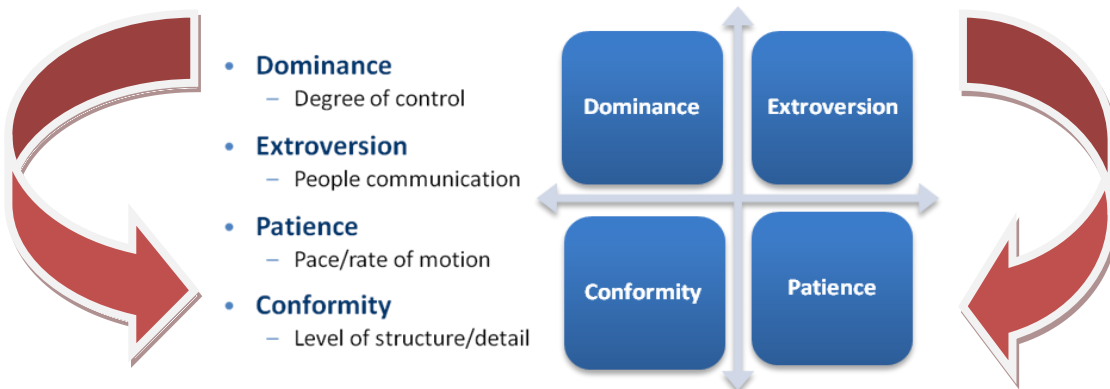 • Dominance
– Degree of control
• Extroversion
– People communication
• Patience
– Pace/rate of motion
• Conformity
– Level of structure/detail
Dominance
Extroversion
Conformity
Patience